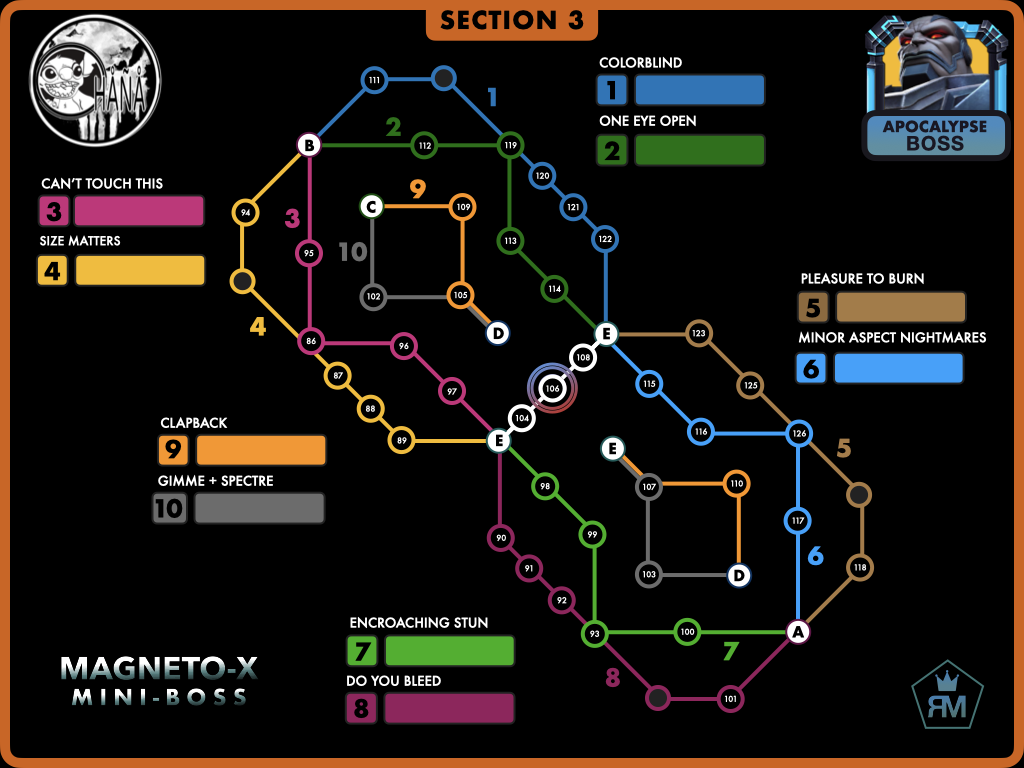 SECTION 3
ŌHĀNĀ
APOCALYPSE
BOSS
COLORBLIND
1
ONE EYE OPEN
2
CAN'T TOUCH THIS
3
SIZE MATTERS
4
PLEASURE TO BURN
5
MINOR ASPECT NIGHTMARES
6
CLAPBACK
9
GIMME + SPECTRE
10
ENCROACHING STUN
7
DO YOU BLEED
8
MAGNETO-X
MINI-BOSS
RM
111
1
B
2
112
119
120
94
3
C
9
109
121
95
10
113
122
102
105
114
4
D
E
123
86
96
108
87
97
106
115
125
88
104
116
126
5
89
E
E
98
107
110
90
99
117
6
91
103
D
118
92
93
100
7
A
8
101